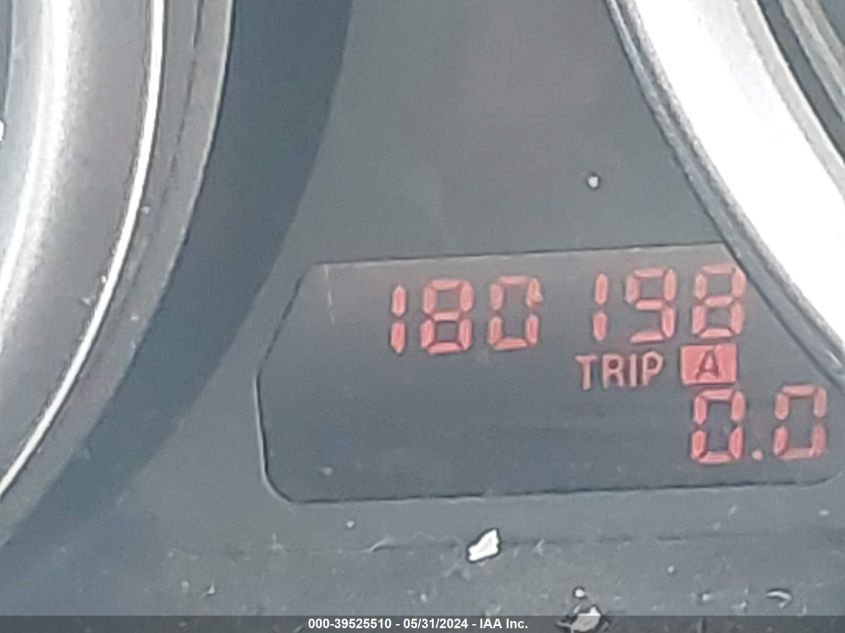 180198
TRIP A
0.0
000-39525510 - 05/31/2024 - IAA Inc.